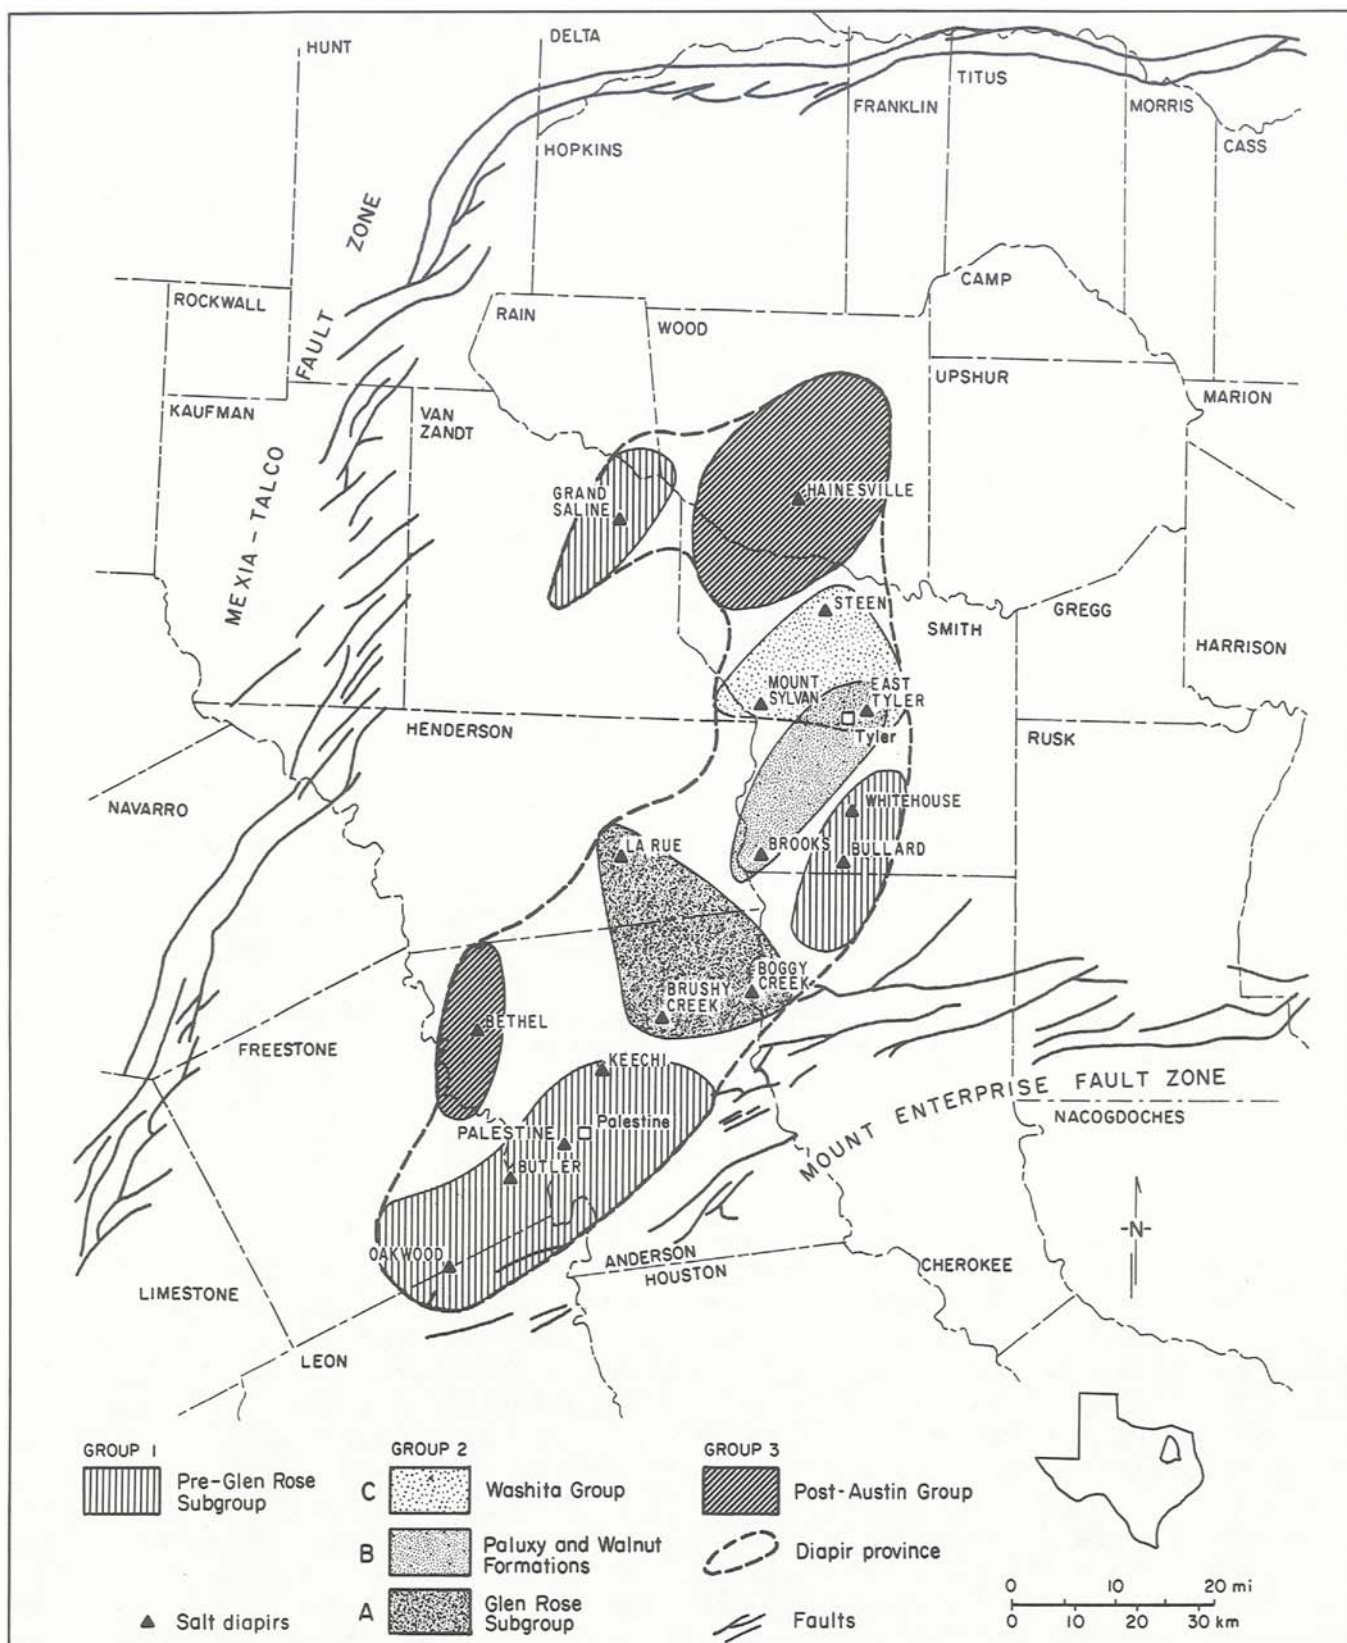 HUNT
DELTA
TITUS
FRANKLIN
MORRIS
HOPKINS
CASS
ZONE
CAMP
ROCKWALL
RAIN
FAULT
WOOD
UPSHUR
MARION
KAUFMAN
VAN
ZANDT
MEXIA-TALCO
GRAND
SALINE
HAINESVILLE
STEEN
SMITH
GREGG
HARRISON
MOUNT
SYLVAN
EAST
TYLER
Tyler
HENDERSON
RUSK
NAVARRO
WHITEHOUSE
LA RUE
BROOKS
BULLARD
BOGGY
CREEK
BRUSHY
CREEK
BETHEL
FREESTONE
KEECHI
MOUNT ENTERPRISE FAULT ZONE
NACOGDOCHES
PALESTINE
Palestine
BUTLER
-N-
OAKWOOD
ANDERSON
HOUSTON
CHEROKEE
LIMESTONE
LEON
GROUP 1
Pre-Glen Rose
Subgroup
GROUP 2
C Washita Group
B Paluxy and Walnut
Formations
A Glen Rose
Subgroup
GROUP 3
Post-Austin Group
Diapir province
Salt diapirs
Faults
0 20 mi
0 10 20 30 km